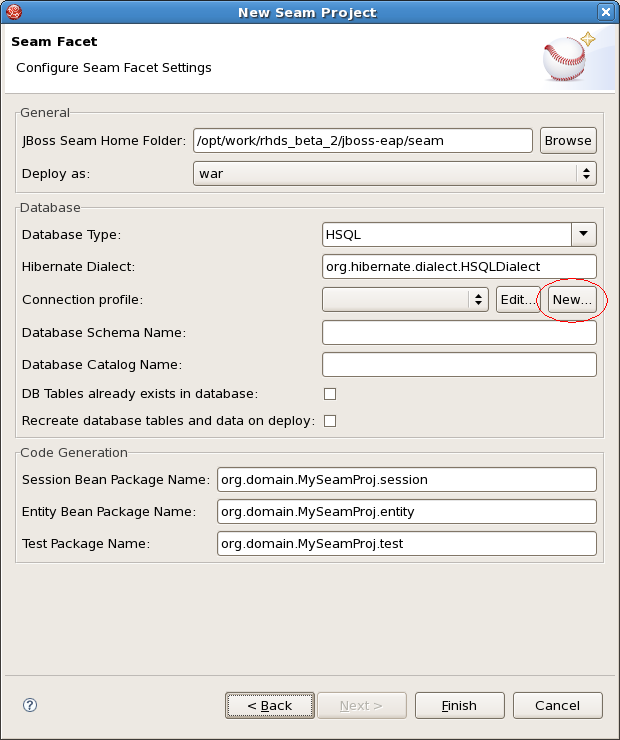 New Seam Project
Seam Facet
Configure Seam Facet Settings
General
JBoss Seam Home Folder: /opt/work/rhds_beta_2/jboss-eap/seam Browse
Deploy as: war
Database
Database Type: HSQL
Hibernate Dialect: org.hibernate.dialect.HSQLDialect
Connection profile: Edit... New...
Database Schema Name:
Database Catalog Name:
DB Tables already exists in database:
Recreate database tables and data on deploy:
Code Generation
Session Bean Package Name: org.domain.MySeamProj.session
Entity Bean Package Name: org.domain.MySeamProj.entity
Test Package Name: org.domain.MySeamProj.test
? < Back Next > Finish Cancel